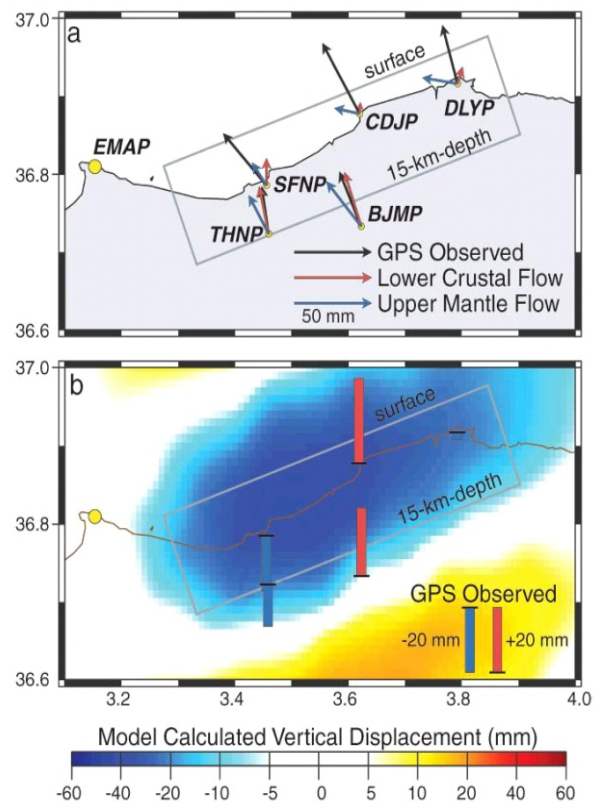 37.0
a
surface
DLYP
CDJP
EMAP
15-km-depth
36.8
SFNP
BJMP
THNP
GPS Observed
Lower Crustal Flow
Upper Mantle Flow
50 mm
36.6
37.0
b
surface
15-km-depth
36.8
GPS Observed
-20 mm
+20 mm
36.6
3.2 3.4 3.6 3.8 4.0
Model Calculated Vertical Displacement (mm)
-60 -20 -10 -5 0 5 10 20 40 60